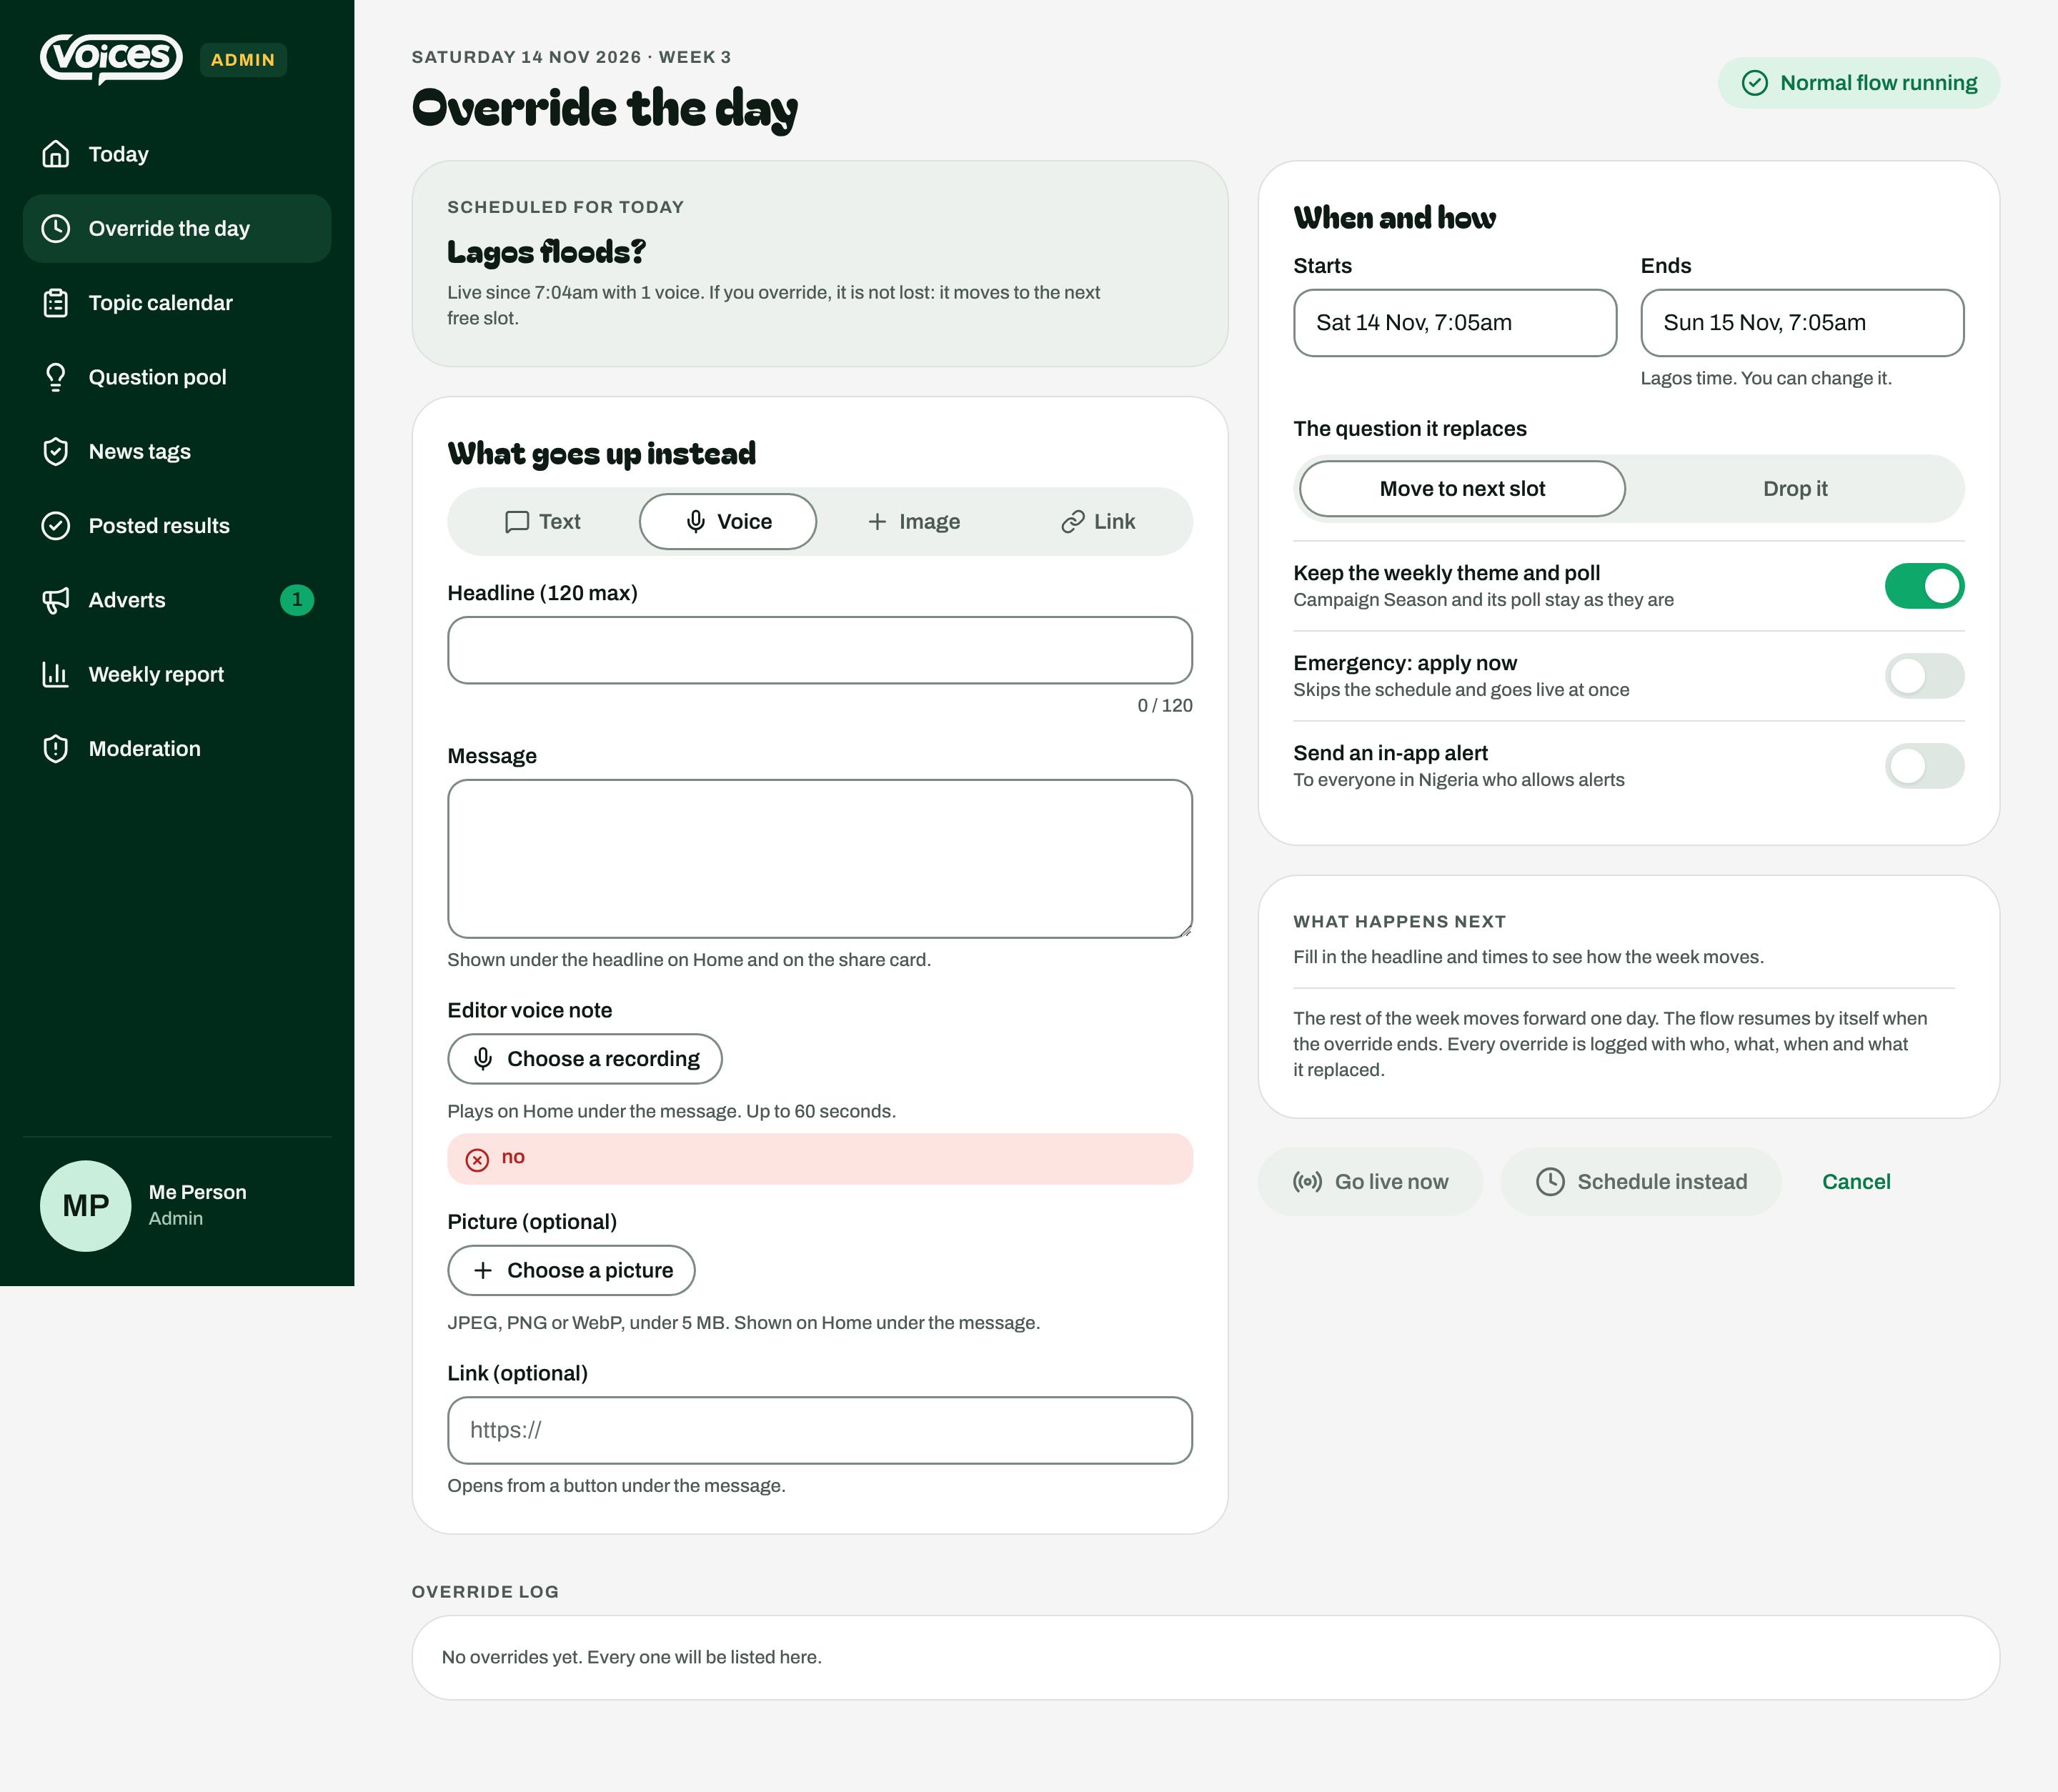 Voices
ADMIN
Today
Override the day
Topic calendar
Question pool
News tags
Posted results
Adverts
1
Weekly report
Moderation
MP
Me Person
Admin
SATURDAY 14 NOV 2026 · WEEK 3
Override the day
Normal flow running
SCHEDULED FOR TODAY
Lagos floods?
Live since 7:04am with 1 voice. If you override, it is not lost: it moves to the next
free slot.
What goes up instead
Text
Voice
Image
Link
Headline (120 max)
0 / 120
Message
Shown under the headline on Home and on the share card.
Editor voice note
Choose a recording
Plays on Home under the message. Up to 60 seconds.
no
Picture (optional)
Choose a picture
JPEG, PNG or WebP, under 5 MB. Shown on Home under the message.
Link (optional)
https://
Opens from a button under the message.
When and how
Starts
Ends
Sat 14 Nov, 7:05am
Sun 15 Nov, 7:05am
Lagos time. You can change it.
The question it replaces
Move to next slot
Drop it
Keep the weekly theme and poll
Campaign Season and its poll stay as they are
Emergency: apply now
Skips the schedule and goes live at once
Send an in-app alert
To everyone in Nigeria who allows alerts
WHAT HAPPENS NEXT
Fill in the headline and times to see how the week moves.
The rest of the week moves forward one day. The flow resumes by itself when
the override ends. Every override is logged with who, what, when and what
it replaced.
Go live now
Schedule instead
Cancel
OVERRIDE LOG
No overrides yet. Every one will be listed here.